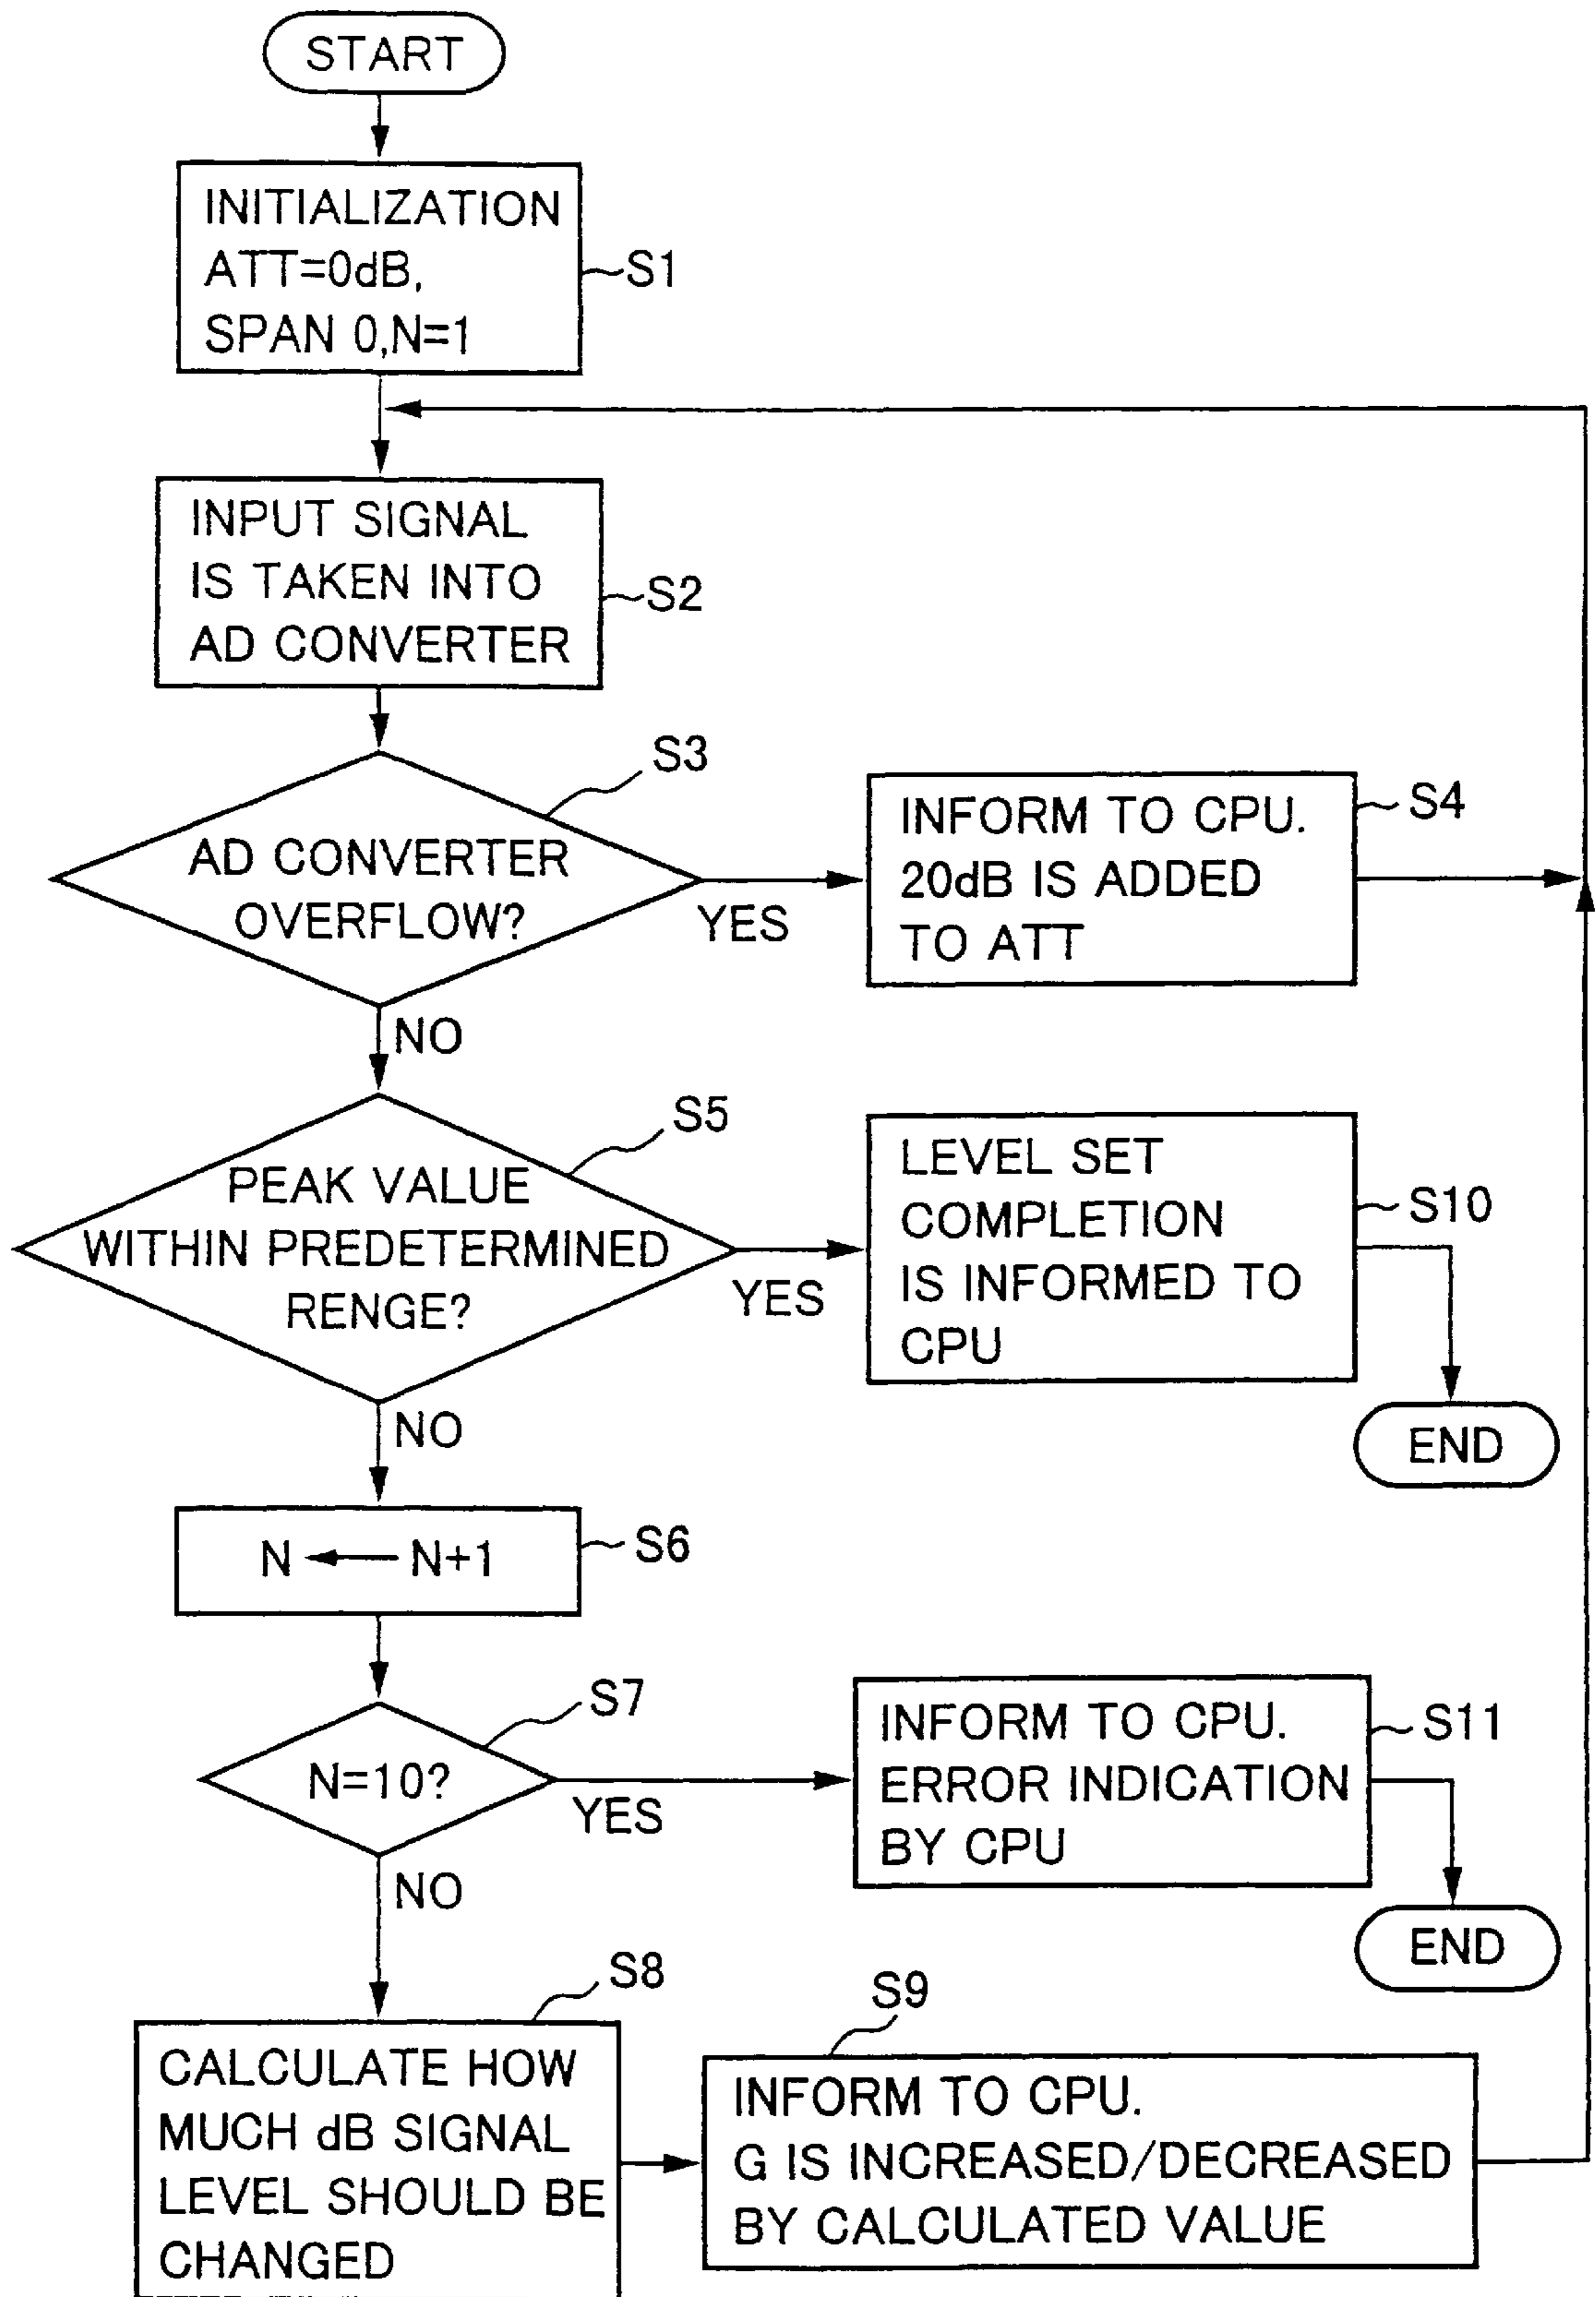 START
INITIALIZATION
ATT=0dB,
SPAN 0,N=1
S1
INPUT SIGNAL
IS TAKEN INTO
AD CONVERTER
S2
S3
AD CONVERTER
OVERFLOW?
YES
NO
INFORM TO CPU.
20dB IS ADDED
TO ATT
S4
S5
PEAK VALUE
WITHIN PREDETERMINED
RENGE?
YES
NO
LEVEL SET
COMPLETION
IS INFORMED TO
CPU
S10
END
N ← N+1
S6
S7
N=10?
YES
NO
INFORM TO CPU.
ERROR INDICATION
BY CPU
S11
END
S8
CALCULATE HOW
MUCH dB SIGNAL
LEVEL SHOULD BE
CHANGED
S9
INFORM TO CPU.
G IS INCREASED/DECREASED
BY CALCULATED VALUE